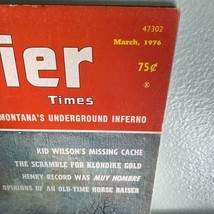 47302
March, 1976
ier
75¢
Times
MONTANA'S UNDERGROUND INFERNO
KID WILSON'S MISSING CACHE
THE SCRAMBLE FOR KLONDIKE GOLD
HENRY RECORD WAS MUY HOMBRE
OPINIONS OF AN OLD-TIME HORSE RAISER